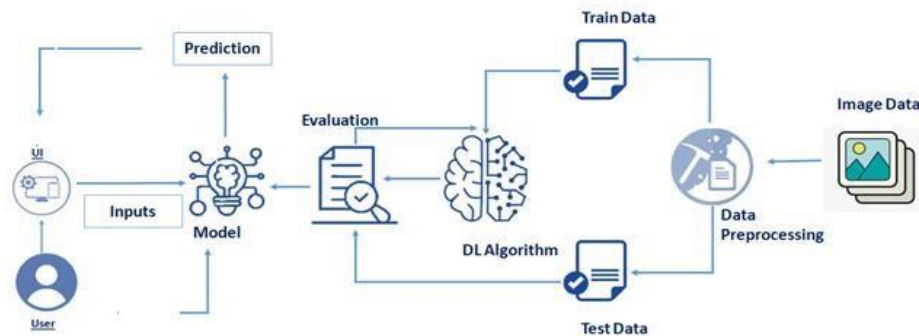 Train Data
Prediction
Image Data
Evaluation
UI
Inputs
Model
DL Algorithm
Data
Preprocessing
User
Test Data